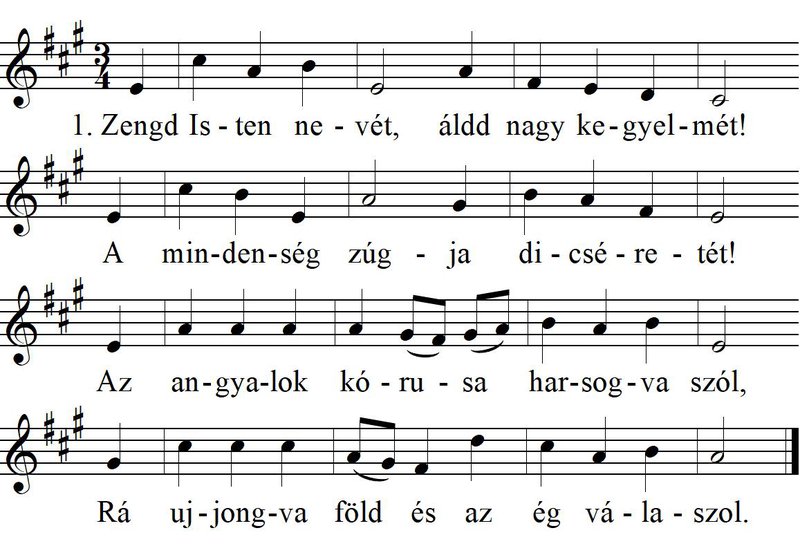 3
4
1. Zengd Is - ten ne - vét, áldd nagy ke - gyel - mét!
A min - den - ség zúg - ja di - csé - re - tét!
Az an - gya - lok kó - ru - sa har - sog - va szól,
Rá uj - jong - va föld és az ég vá - la - szol.